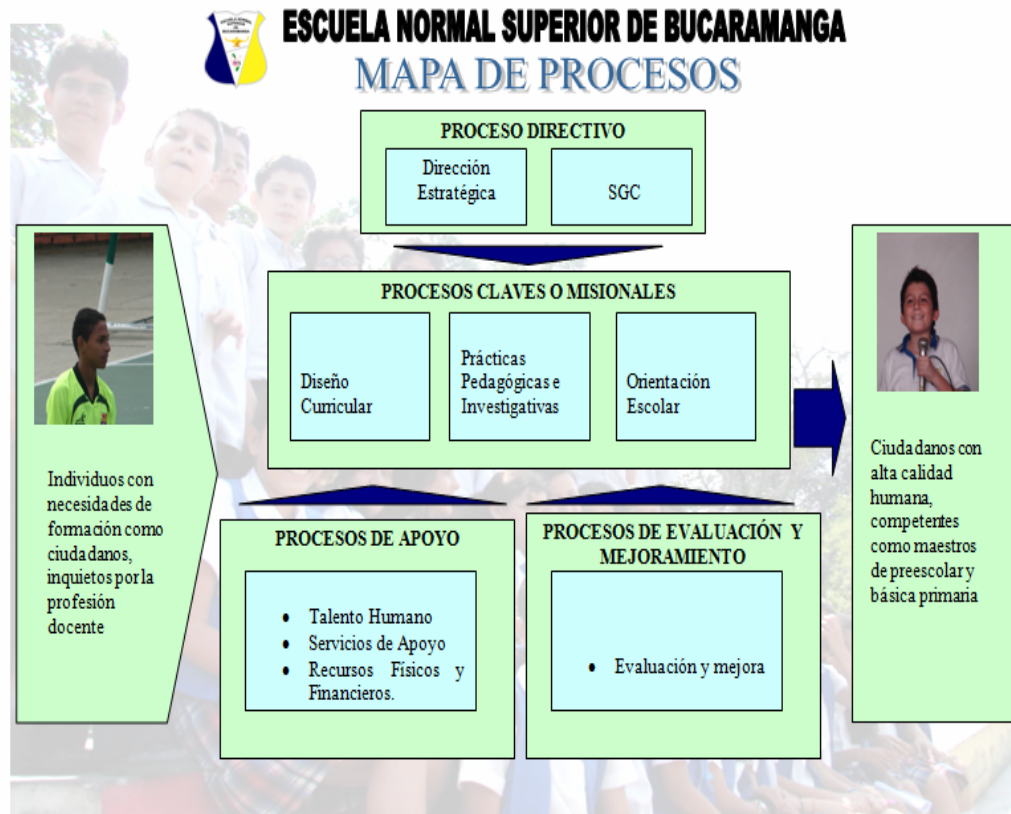 ESCUELA NORMAL SUPERIOR DE BUCARAMANGA
MAPA DE PROCESOS
PROCESO DIRECTIVO
Dirección
Estratégica
SGC
PROCESOS CLAVES O MISIONALES
Diseño
Curricular
Prácticas
Pedagógicas e
Investigativas
Orientación
Escolar
Individuos con
necesidades de
formación como
ciudadanos,
inquietos por la
profesión
docente
Ciudadanos con
alta calidad
humana,
competentes
como maestros
de preescolar y
básica primaria
PROCESOS DE APOYO
• Talento Humano
• Servicios de Apoyo
• Recursos Físicos y
Financieros.
PROCESOS DE EVALUACIÓN Y
MEJORAMIENTO
• Evaluación y mejora